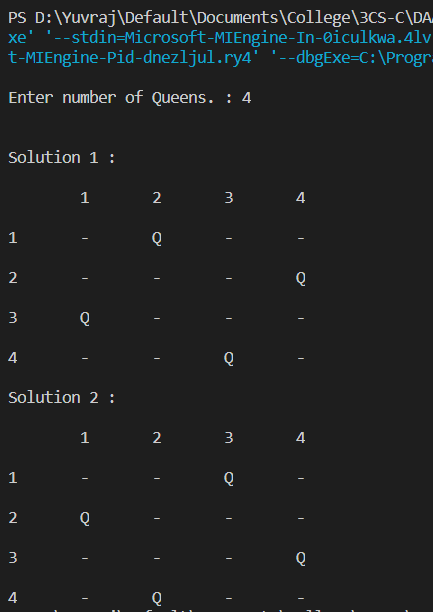 PS D:\Yuvraj\Default\Documents\College\3CS-C\DA
xe' '--stdin=Microsoft-MIEngine-In-0iculkwa.4lv
t-MIEngine-Pid-dnezljul.ry4' '--dbgExe=C:\Progr
Enter number of Queens. : 4
Solution 1 :
1 2 3 4
1 - Q - -
2 - - - Q
3 Q - - -
4 - - Q -
Solution 2 :
1 2 3 4
1 - - Q -
2 Q - - -
3 - - - Q
4 - Q - -